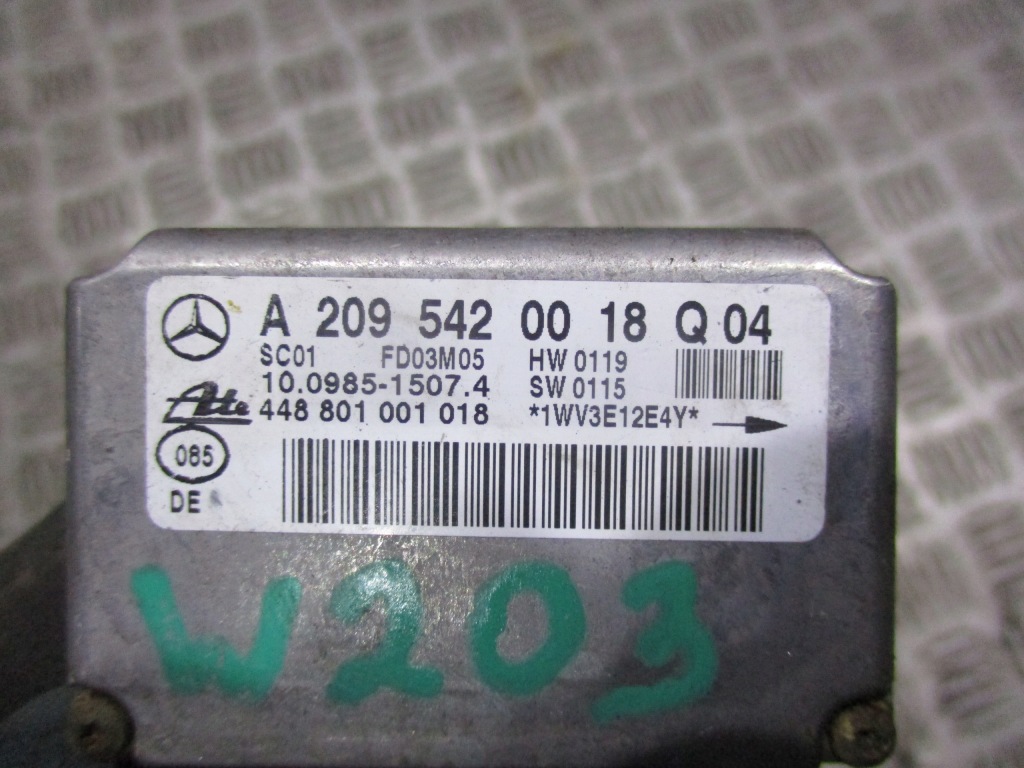 A 209 542 00 18 Q 04
SC01 FD03M05 HW 0119
10.0985-1507.4 SW 0115
Ate 448 801 001 018 *1WV3E12E4Y*
085
DE
W203